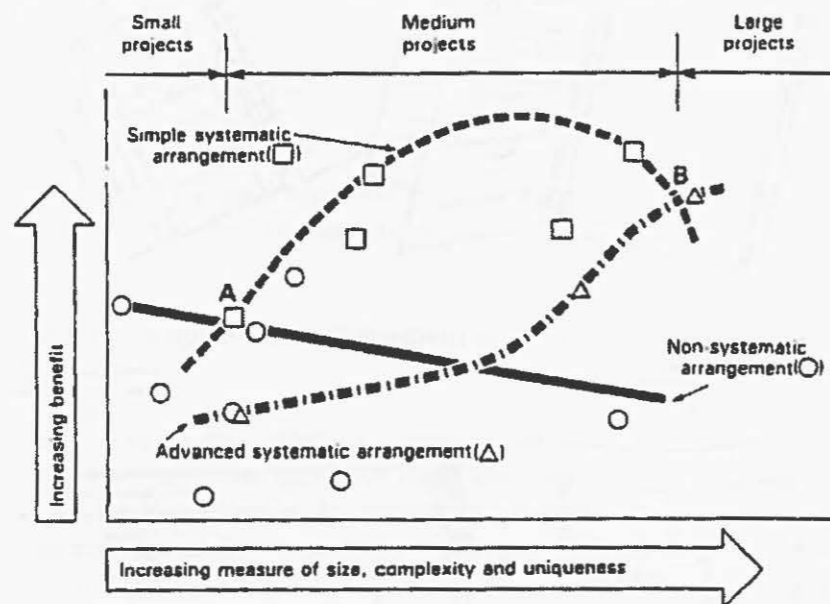 Small
projects
Medium
projects
Large
projects
Simple systematic
arrangement(□)
B
A
Non-systematic
arrangement(○)
Advanced systematic arrangement(△)
Increasing benefit
Increasing measure of size, complexity and uniqueness